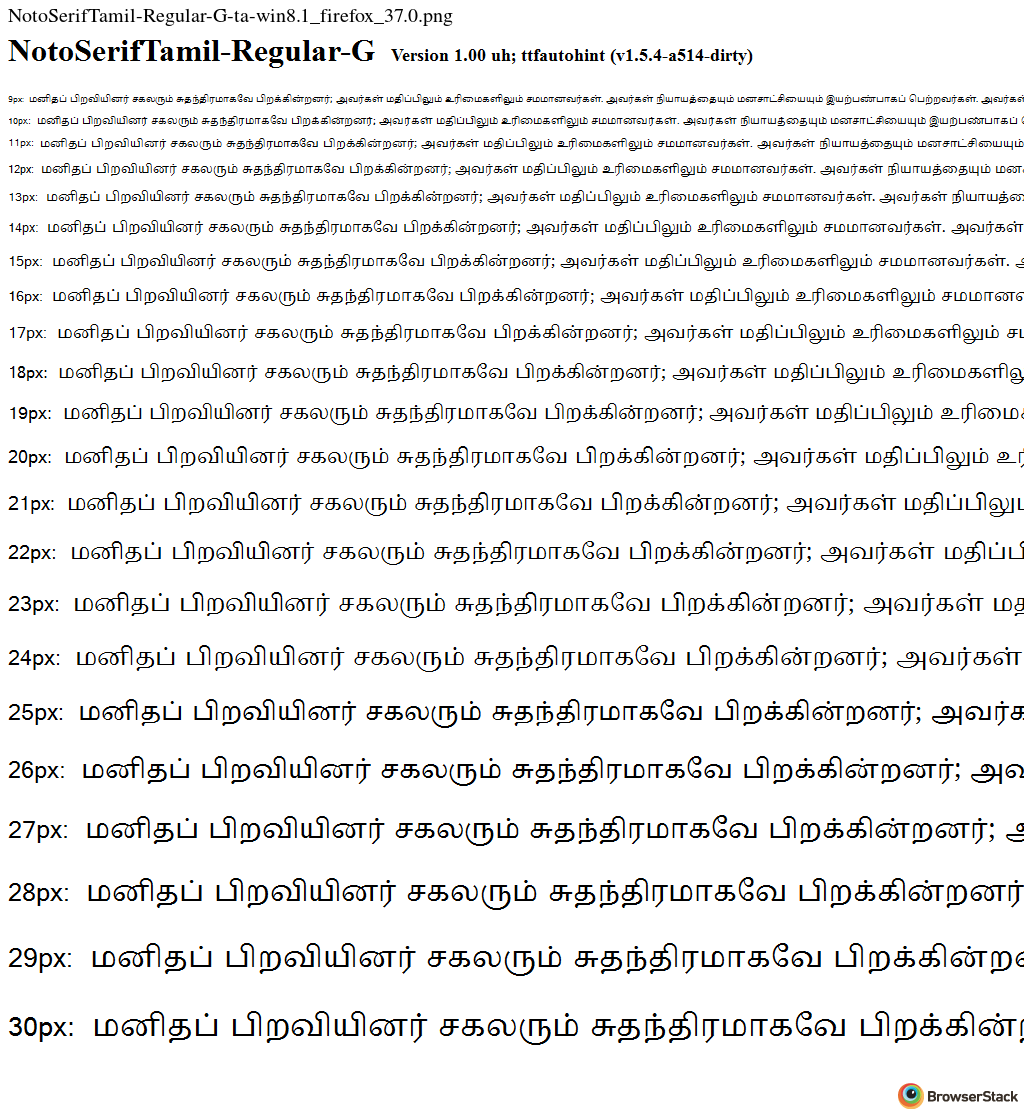 NotoSerifTamil-Regular-G-ta-win8.1_firefox_37.0.png
NotoSerifTamil-Regular-G Version 1.00 uh; ttfautohint (v1.5.4-a514-dirty)
9px: மனிதப் பிறவியினர் சகலரும் சுதந்திரமாகவே பிறக்கின்றனர்; அவர்கள் மதிப்பிலும் உரிமைகளிலும் சமமானவர்கள். அவர்கள் நியாயத்தையும் மனசாட்சியையும் இயற்பண்பாகப் பெற்றவர்கள். அவர்கள்
10px: மனிதப் பிறவியினர் சகலரும் சுதந்திரமாகவே பிறக்கின்றனர்; அவர்கள் மதிப்பிலும் உரிமைகளிலும் சமமானவர்கள். அவர்கள் நியாயத்தையும் மனசாட்சியையும் இயற்பண்பாகப்
11px: மனிதப் பிறவியினர் சகலரும் சுதந்திரமாகவே பிறக்கின்றனர்; அவர்கள் மதிப்பிலும் உரிமைகளிலும் சமமானவர்கள். அவர்கள் நியாயத்தையும் மனசாட்சியையும்
12px: மனிதப் பிறவியினர் சகலரும் சுதந்திரமாகவே பிறக்கின்றனர்; அவர்கள் மதிப்பிலும் உரிமைகளிலும் சமமானவர்கள். அவர்கள் நியாயத்தையும் மன
13px: மனிதப் பிறவியினர் சகலரும் சுதந்திரமாகவே பிறக்கின்றனர்; அவர்கள் மதிப்பிலும் உரிமைகளிலும் சமமானவர்கள். அவர்கள் நியாயத்தை
14px: மனிதப் பிறவியினர் சகலரும் சுதந்திரமாகவே பிறக்கின்றனர்; அவர்கள் மதிப்பிலும் உரிமைகளிலும் சமமானவர்கள். அவர்கள்
15px: மனிதப் பிறவியினர் சகலரும் சுதந்திரமாகவே பிறக்கின்றனர்; அவர்கள் மதிப்பிலும் உரிமைகளிலும் சமமானவர்கள்.
16px: மனிதப் பிறவியினர் சகலரும் சுதந்திரமாகவே பிறக்கின்றனர்; அவர்கள் மதிப்பிலும் உரிமைகளிலும் சமமான
17px: மனிதப் பிறவியினர் சகலரும் சுதந்திரமாகவே பிறக்கின்றனர்; அவர்கள் மதிப்பிலும் உரிமைகளிலும் ச
18px: மனிதப் பிறவியினர் சகலரும் சுதந்திரமாகவே பிறக்கின்றனர்; அவர்கள் மதிப்பிலும் உரிமைகளிலு
19px: மனிதப் பிறவியினர் சகலரும் சுதந்திரமாகவே பிறக்கின்றனர்; அவர்கள் மதிப்பிலும் உரிமை
20px: மனிதப் பிறவியினர் சகலரும் சுதந்திரமாகவே பிறக்கின்றனர்; அவர்கள் மதிப்பிலும் உரி
21px: மனிதப் பிறவியினர் சகலரும் சுதந்திரமாகவே பிறக்கின்றனர்; அவர்கள் மதிப்பிலும்
22px: மனிதப் பிறவியினர் சகலரும் சுதந்திரமாகவே பிறக்கின்றனர்; அவர்கள் மதிப்பி
23px: மனிதப் பிறவியினர் சகலரும் சுதந்திரமாகவே பிறக்கின்றனர்; அவர்கள் மதி
24px: மனிதப் பிறவியினர் சகலரும் சுதந்திரமாகவே பிறக்கின்றனர்; அவர்கள்
25px: மனிதப் பிறவியினர் சகலரும் சுதந்திரமாகவே பிறக்கின்றனர்; அவர்க
26px: மனிதப் பிறவியினர் சகலரும் சுதந்திரமாகவே பிறக்கின்றனர்; அவ
27px: மனிதப் பிறவியினர் சகலரும் சுதந்திரமாகவே பிறக்கின்றனர்;
28px: மனிதப் பிறவியினர் சகலரும் சுதந்திரமாகவே பிறக்கின்றனர்
29px: மனிதப் பிறவியினர் சகலரும் சுதந்திரமாகவே பிறக்கின்றன
30px: மனிதப் பிறவியினர் சகலரும் சுதந்திரமாகவே பிறக்கின்ற
BrowserStack